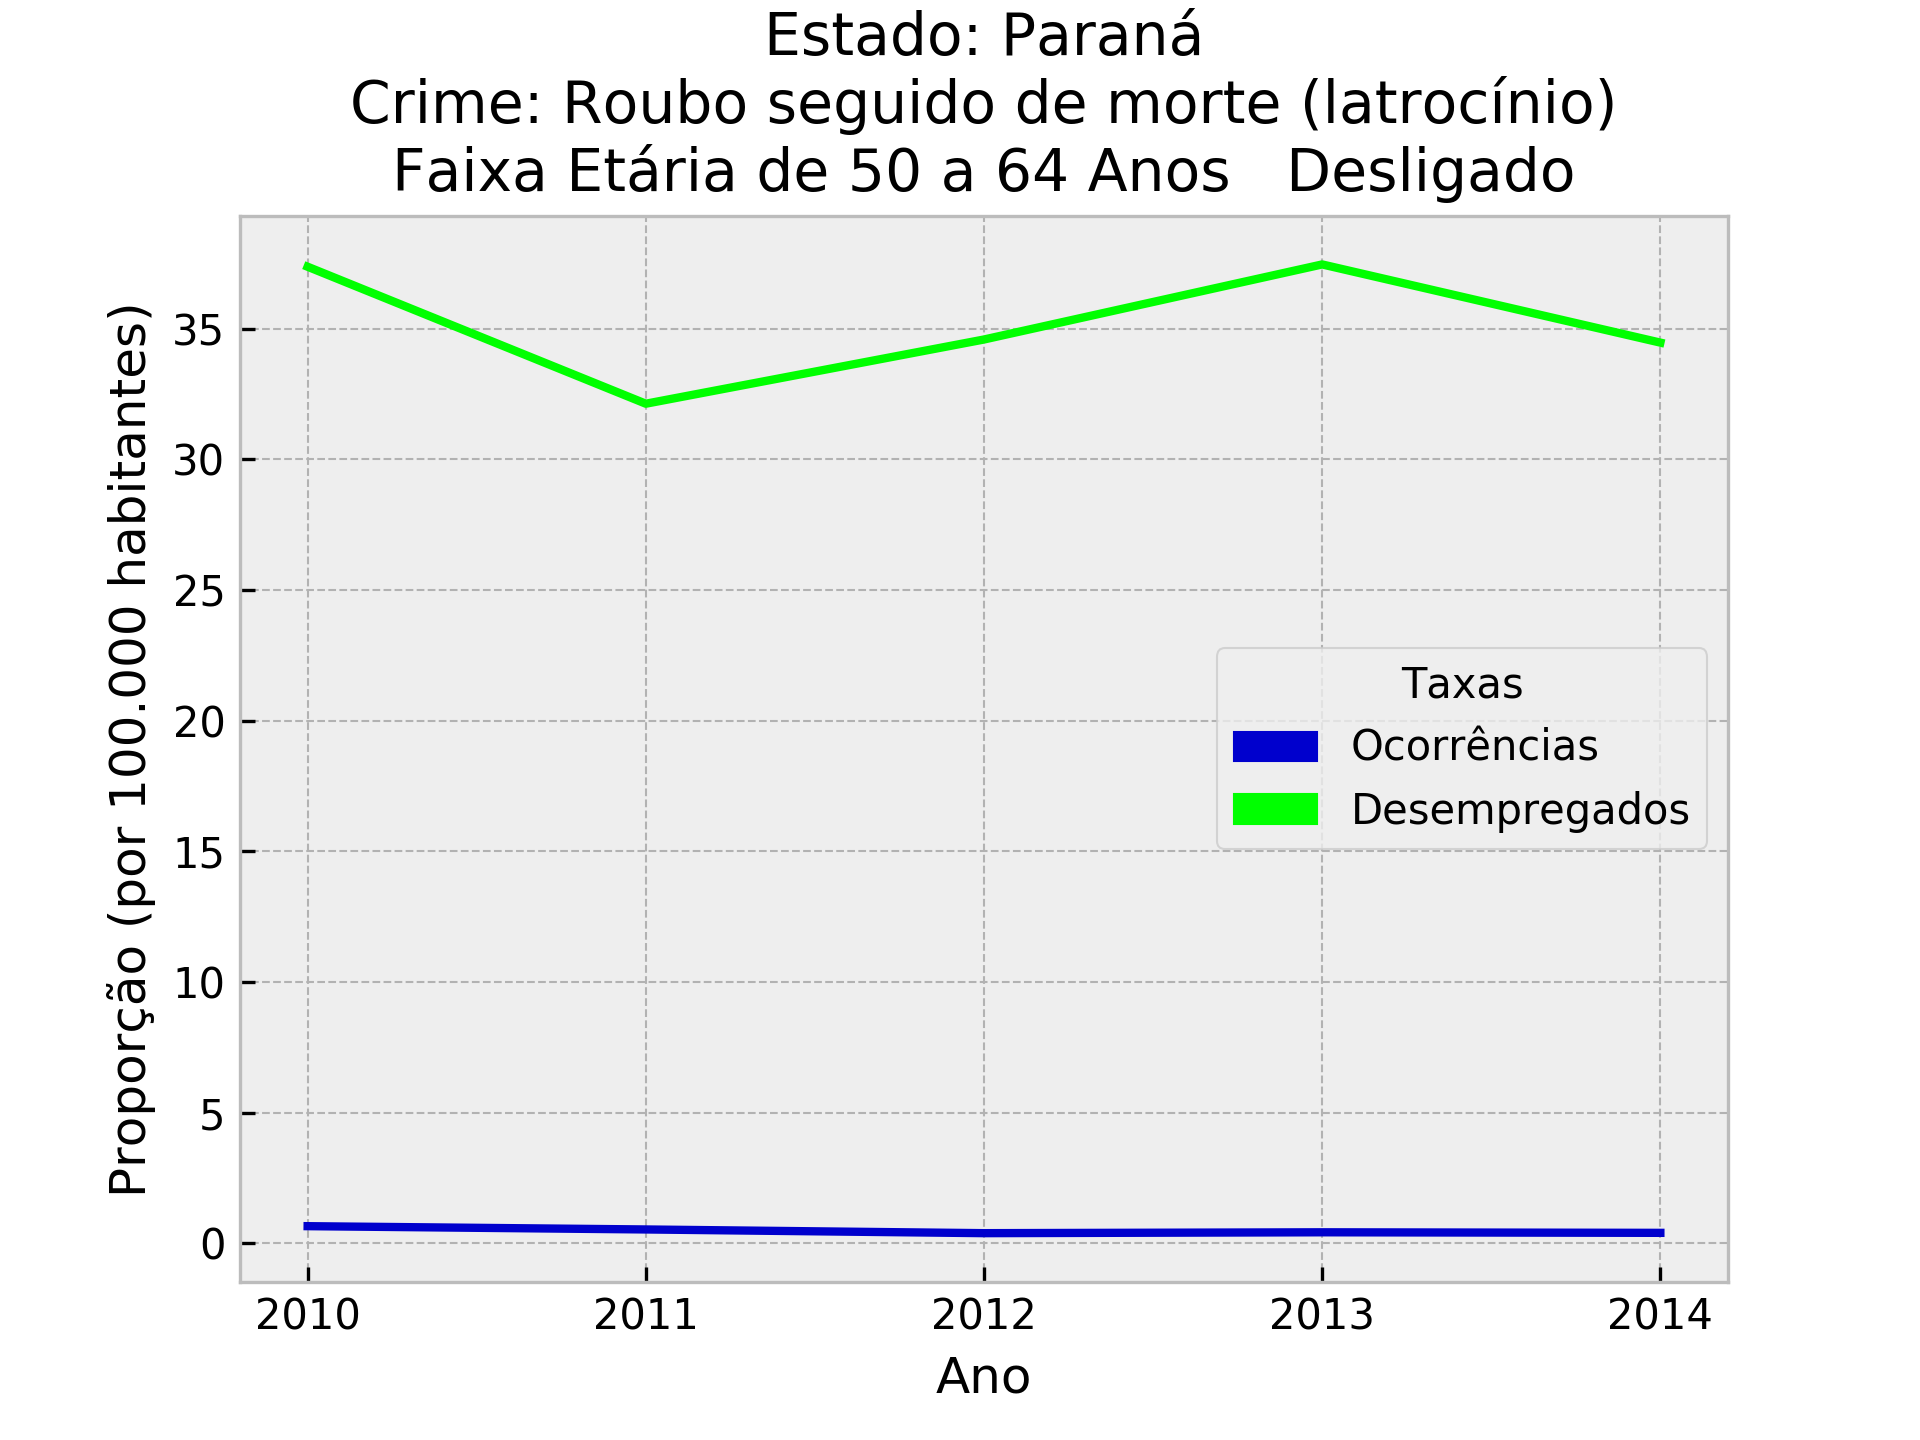 Estado: Paraná
Crime: Roubo seguido de morte (latrocínio)
Faixa Etária de 50 a 64 Anos   Desligado
Proporção (por 100.000 habitantes)
35
30
25
20
15
10
5
0
Taxas
Ocorrências
Desempregados
2010 2011 2012 2013 2014
Ano